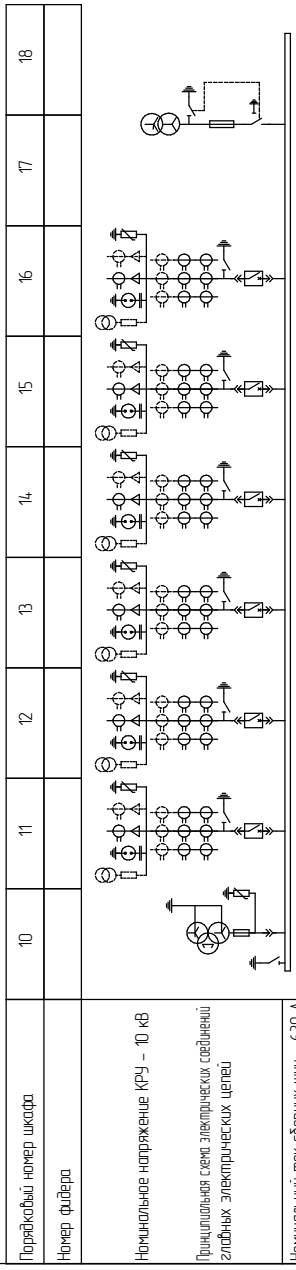 Порядковый номер шкафа 10 11 12 13 14 15 16 17 18
Номер фидера
Номинальное напряжение КРУ – 10 кВ
Принципиальная схема электрических соединений
главных электрических цепей
Номинальный ток сборных шин – 630 А